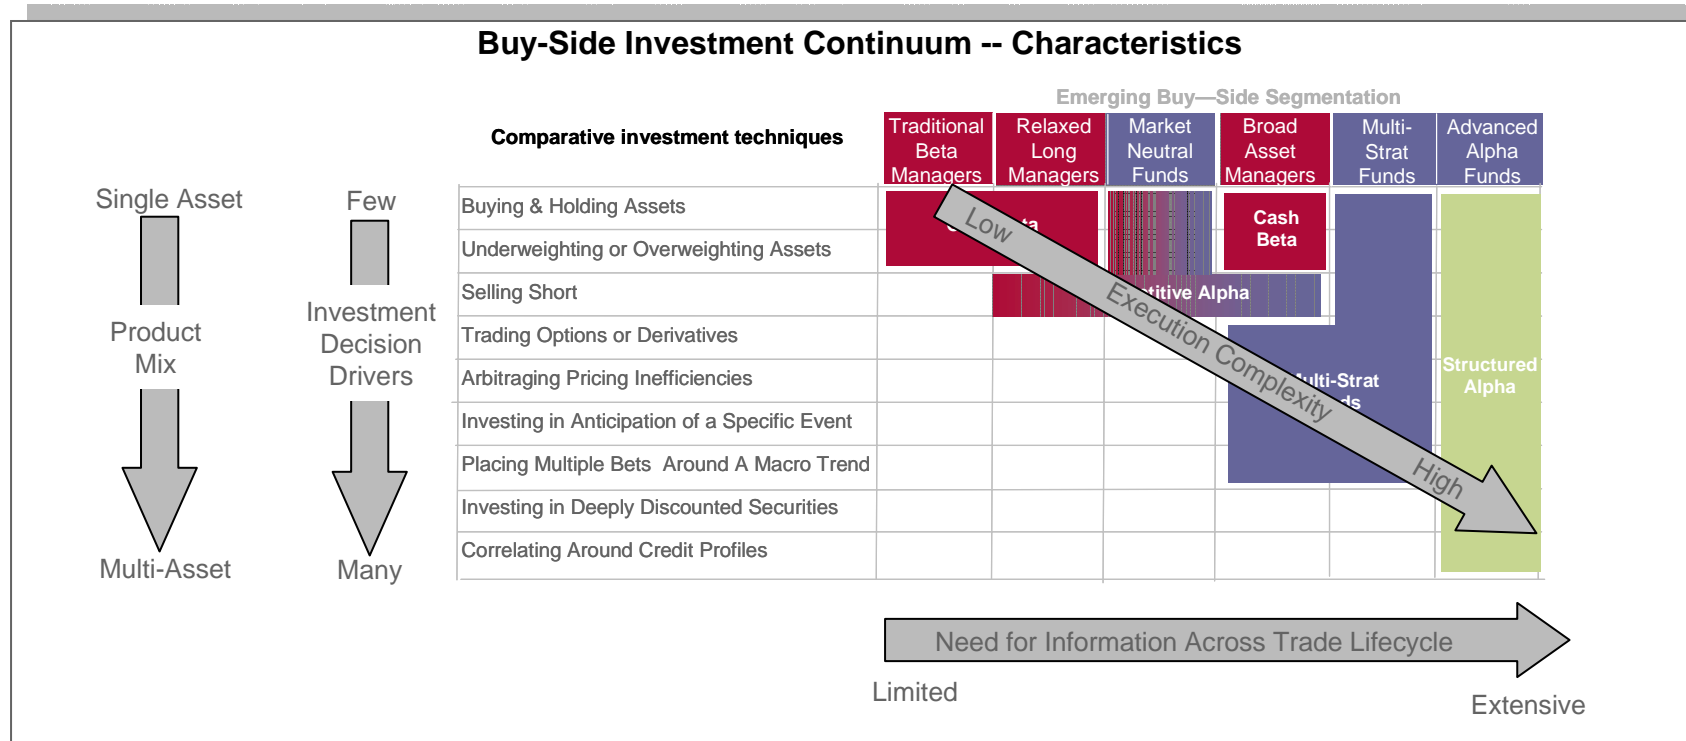 Buy-Side Investment Continuum -- Characteristics
Emerging Buy—Side Segmentation
Comparative investment techniques
Traditional
Beta
Managers
Relaxed
Long
Managers
Market
Neutral
Funds
Broad
Asset
Managers
Multi-
Strat
Funds
Advanced
Alpha
Funds
Single Asset
Product
Mix
Multi-Asset
Few
Investment
Decision
Drivers
Many
Buying & Holding Assets
Underweighting or Overweighting Assets
Selling Short
Trading Options or Derivatives
Arbitraging Pricing Inefficiencies
Investing in Anticipation of a Specific Event
Placing Multiple Bets Around A Macro Trend
Investing in Deeply Discounted Securities
Correlating Around Credit Profiles
Cash
Beta
Alpha
Multi-Strat
Structured
Alpha
Low
Execution Complexity
High
Need for Information Across Trade Lifecycle
Limited
Extensive